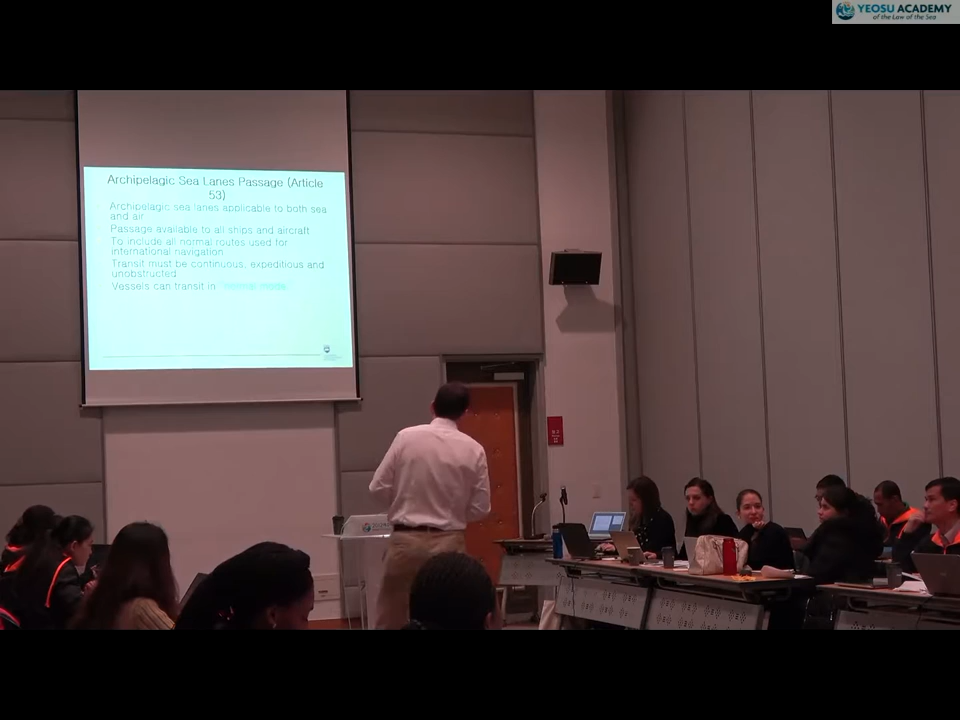 YEOSU ACADEMY
of the Law of the Sea
Archipelagic Sea Lanes Passage (Article
53)
Archipelagic sea lanes applicable to both sea
and air
Passage available to all ships and aircraft
To include all normal routes used for
international navigation
Transit must be continuous, expeditious and
unobstructed
Vessels can transit in normal mode